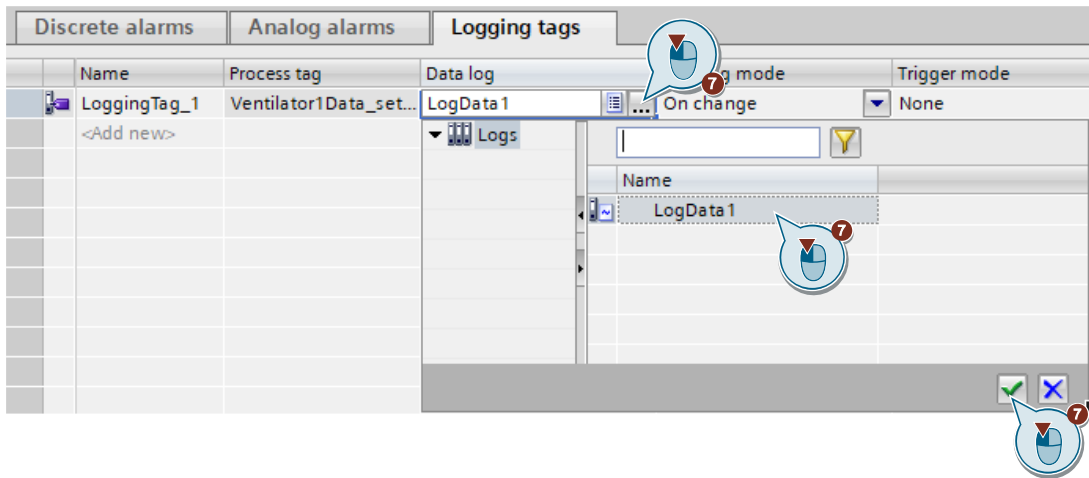 Discrete alarms Analog alarms Logging tags
Name Process tag Data log g mode Trigger mode
7
LoggingTag_1 Ventilator1Data_set... LogData1 ... On change None
<Add new> Logs
Name
LogData1
7
7